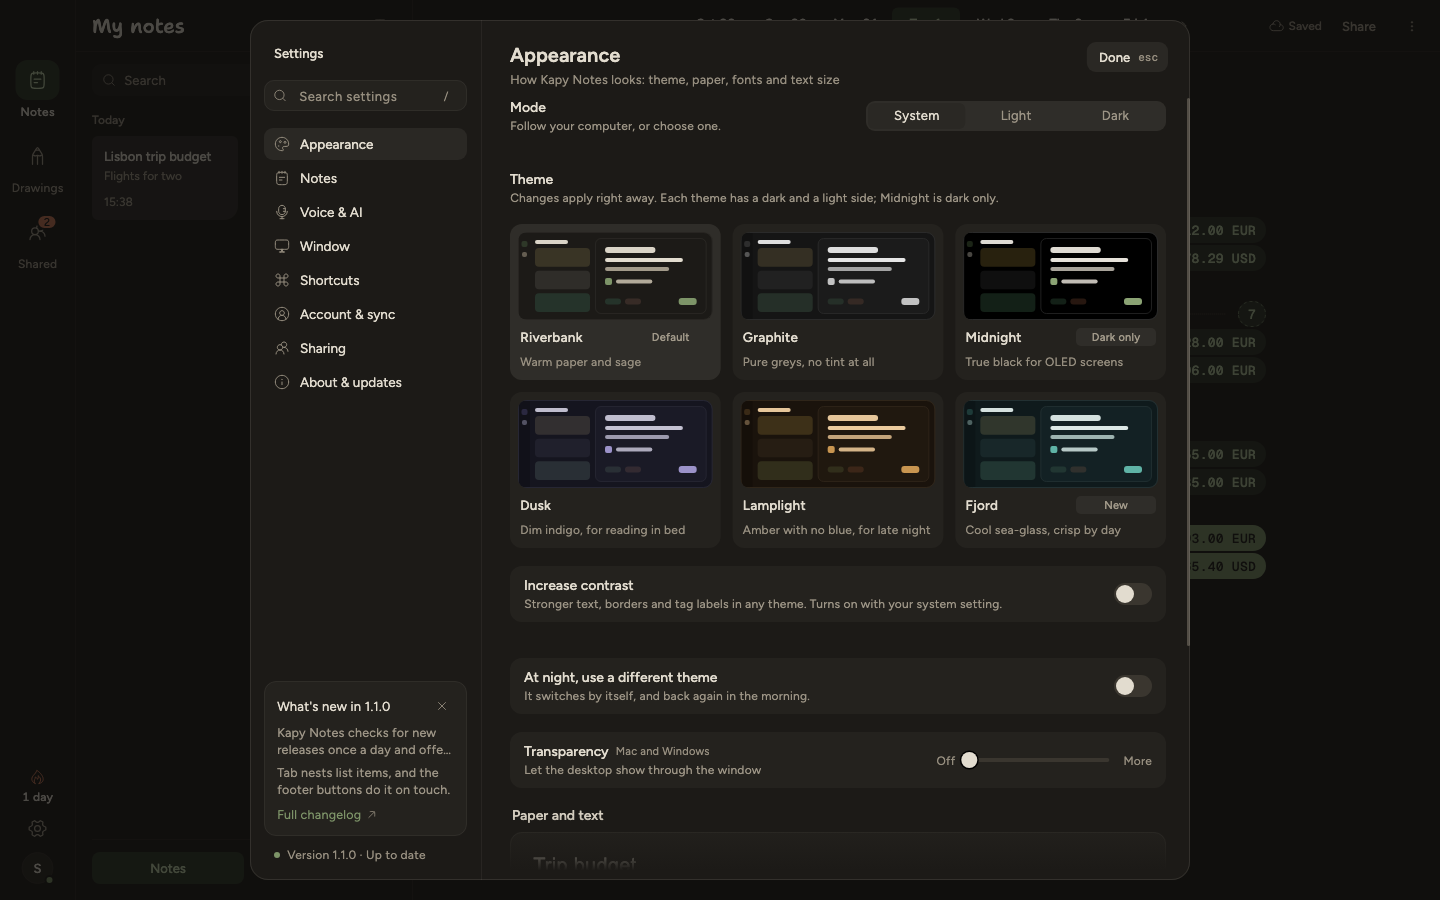 My notes
Saved
Share
Search
Notes
Today
Lisbon trip budget
Flights for two
15:38
Drawings
2
Shared
1 day
S
Notes
Settings
Search settings /
Appearance
Notes
Voice & AI
Window
Shortcuts
Account & sync
Sharing
About & updates
What's new in 1.1.0
Kapy Notes checks for new
releases once a day and offe...
Tab nests list items, and the
footer buttons do it on touch.
Full changelog ↗
Version 1.1.0 · Up to date
Appearance
Done esc
How Kapy Notes looks: theme, paper, fonts and text size
Mode
Follow your computer, or choose one.
System Light Dark
Theme
Changes apply right away. Each theme has a dark and a light side; Midnight is dark only.
Riverbank Default
Warm paper and sage
Graphite
Pure greys, no tint at all
Midnight Dark only
True black for OLED screens
Dusk
Dim indigo, for reading in bed
Lamplight
Amber with no blue, for late night
Fjord New
Cool sea-glass, crisp by day
Increase contrast
Stronger text, borders and tag labels in any theme. Turns on with your system setting.
At night, use a different theme
It switches by itself, and back again in the morning.
Transparency Mac and Windows
Let the desktop show through the window
Off More
Paper and text
Trip budget
2.00 EUR
8.29 USD
7
8.00 EUR
6.00 EUR
5.00 EUR
5.00 EUR
3.00 EUR
5.40 USD